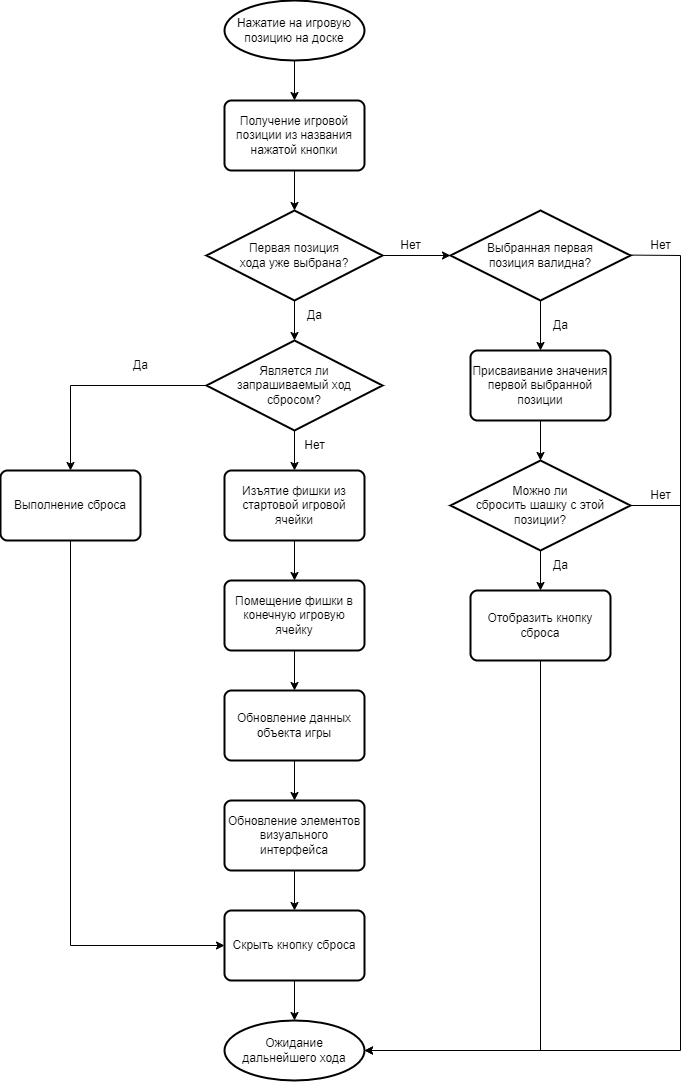 Нажатие на игровую
позицию на доске
Получение игровой
позиции из названия
нажатой кнопки
Первая позиция
хода уже выбрана?
Нет
Выбранная первая
позиция валидна?
Нет
Да
Да
Является ли
запрашиваемый ход
сбросом?
Да
Присваивание значения
первой выбранной
позиции
Нет
Выполнение сброса
Изъятие фишки из
стартовой игровой
ячейки
Можно ли
сбросить шашку с этой
позиции?
Нет
Да
Помещение фишки в
конечную игровую
ячейку
Отобразить кнопку
сброса
Обновление данных
объекта игры
Обновление элементов
визуального
интерфейса
Скрыть кнопку сброса
Ожидание
дальнейшего хода